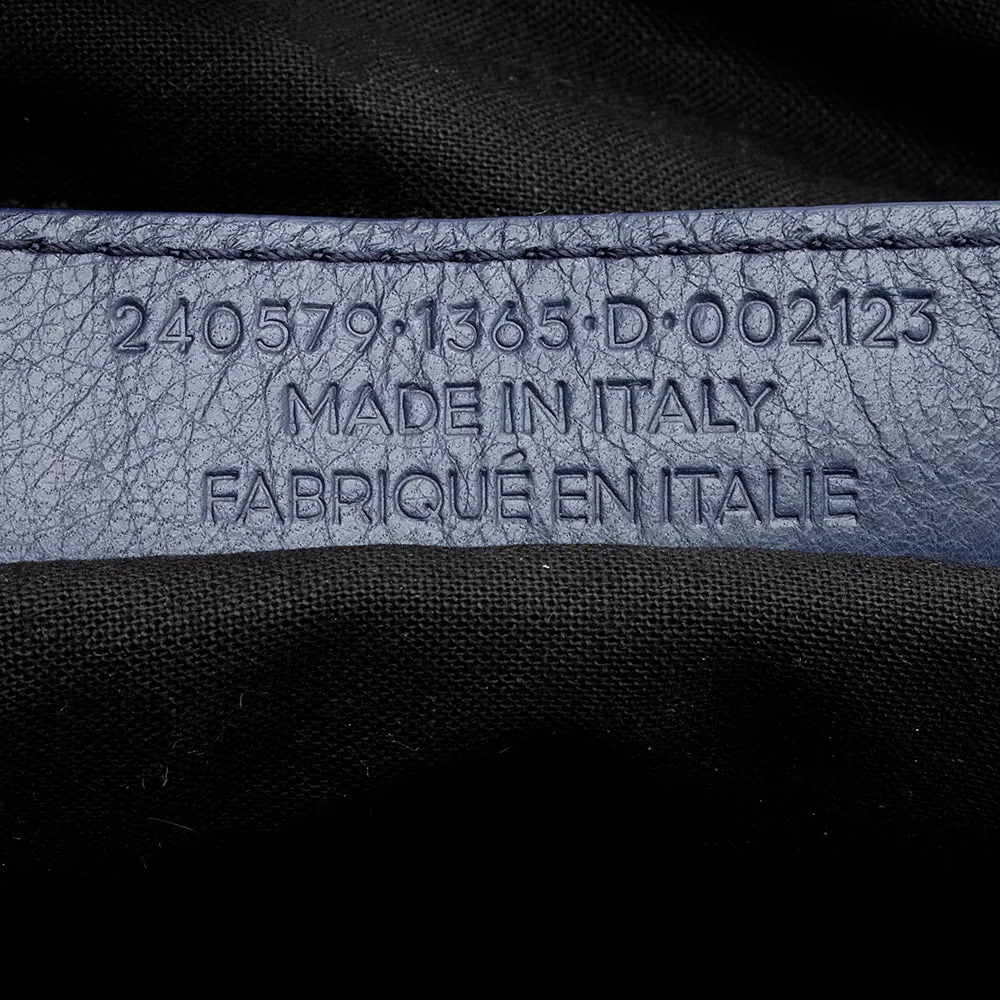 240579·1365·D·002123
MADE IN ITALY
FABRIQUÉ EN ITALIE